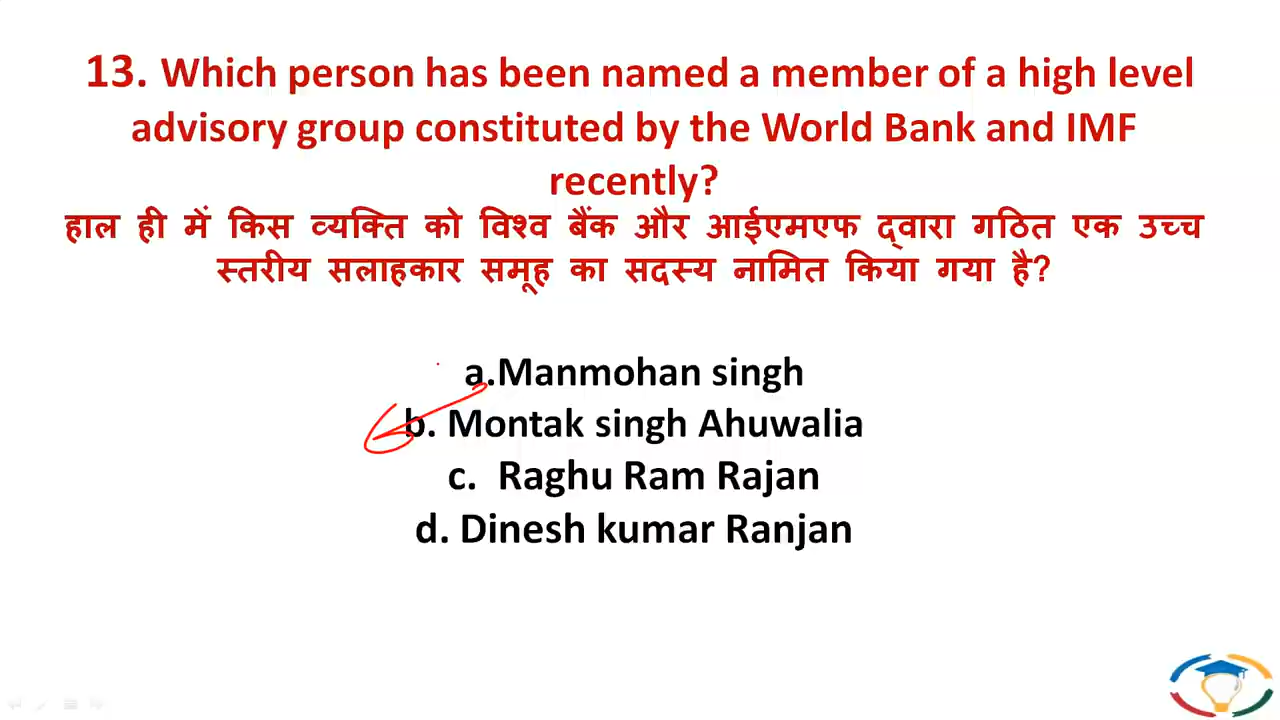 13. Which person has been named a member of a high level
advisory group constituted by the World Bank and IMF
recently?
हाल ही में किस व्यक्ति को विश्व बैंक और आईएमएफ द्वारा गठित एक उच्च
स्तरीय सलाहकार समूह का सदस्य नामित किया गया है?
a.Manmohan singh
b. Montak singh Ahuwalia
c. Raghu Ram Rajan
d. Dinesh kumar Ranjan